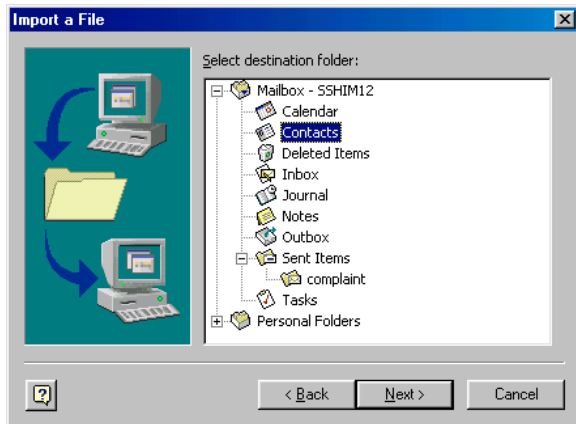 Import a File
Select destination folder:
Mailbox - SSHIM12
Calendar
Contacts
Deleted Items
Inbox
Journal
Notes
Outbox
Sent Items
complaint
Tasks
Personal Folders
? < Back Next > Cancel